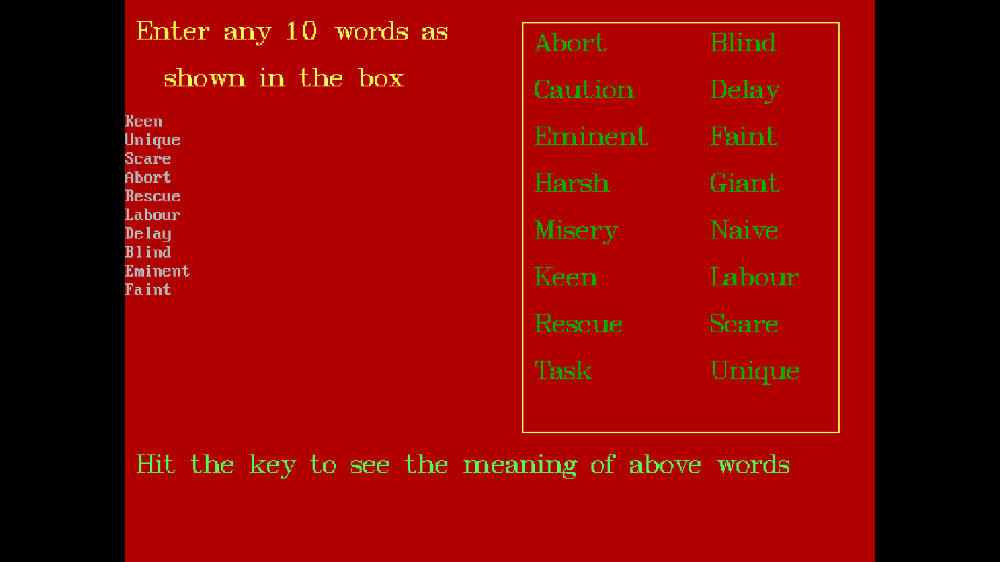 Enter any 10 words as
shown in the box
Keen
Unique
Scare
Abort
Rescue
Labour
Delay
Blind
Eminent
Faint
Abort Blind
Caution Delay
Eminent Faint
Harsh Giant
Misery Naive
Keen Labour
Rescue Scare
Task Unique
Hit the key to see the meaning of above words